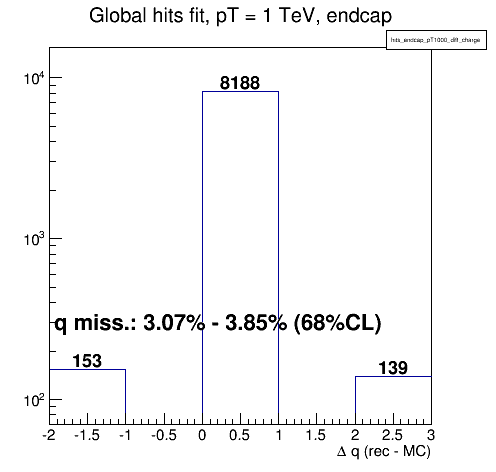 Global hits fit, pT = 1 TeV, endcap
hits_endcap_pT1000_diff_charge
10⁴
8188
10³
q miss.: 3.07% - 3.85% (68%CL)
153
139
10²
-2 -1.5 -1 -0.5 0 0.5 1 1.5 2 2.5 3
Δ q (rec - MC)